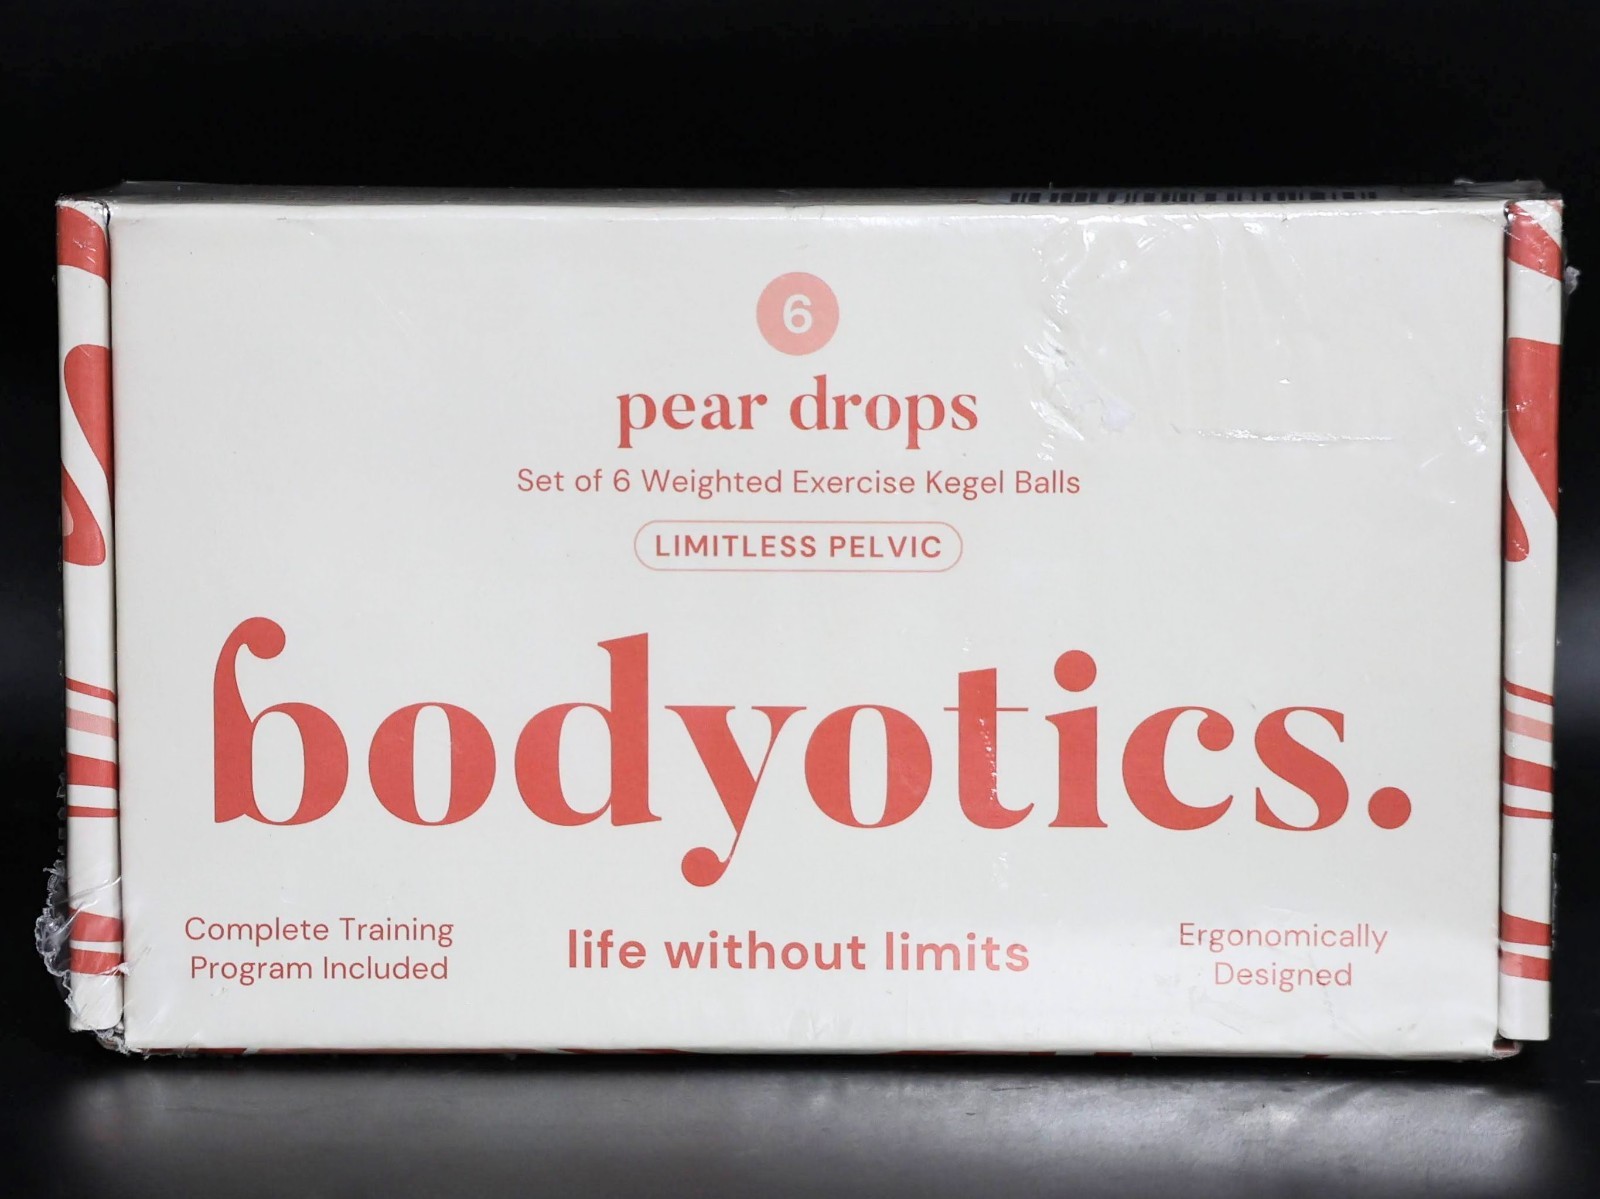 6
pear drops
Set of 6 Weighted Exercise Kegel Balls
LIMITLESS PELVIC
bodyotics.
Complete Training
Program Included
life without limits
Ergonomically
Designed